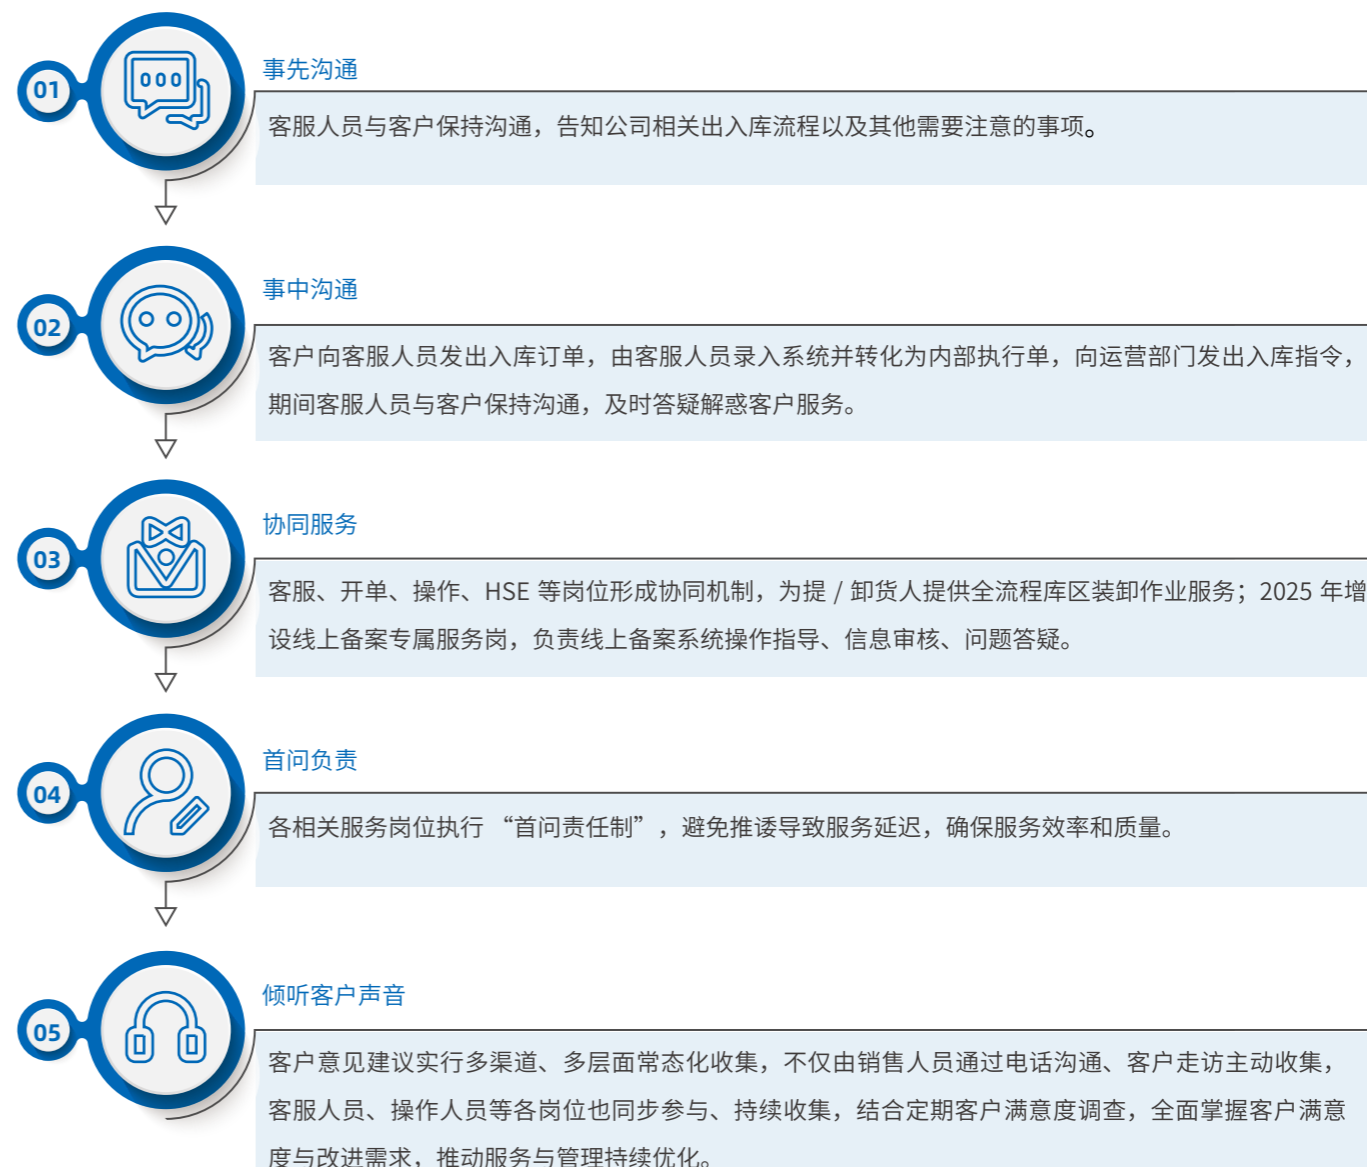 01
事先沟通
客服人员与客户保持沟通，告知公司相关出入库流程以及其他需要注意的事项。
02
事中沟通
客户向客服人员发出入库订单，由客服人员录入系统并转化为内部执行单，向运营部门发出入库指令，
期间客服人员与客户保持沟通，及时答疑解惑客户服务。
03
协同服务
客服、开单、操作、HSE 等岗位形成协同机制，为提 / 卸货人提供全流程库区装卸作业服务；2025 年增
设线上备案专属服务岗，负责线上备案系统操作指导、信息审核、问题答疑。
04
首问负责
各相关服务岗位执行 “首问责任制”，避免推诿导致服务延迟，确保服务效率和质量。
05
倾听客户声音
客户意见建议实行多渠道、多层面常态化收集，不仅由销售人员通过电话沟通、客户走访主动收集，
客服人员、操作人员等各岗位也同步参与、持续收集，结合定期客户满意度调查，全面掌握客户满意
度与改进需求，推动服务与管理持续优化。